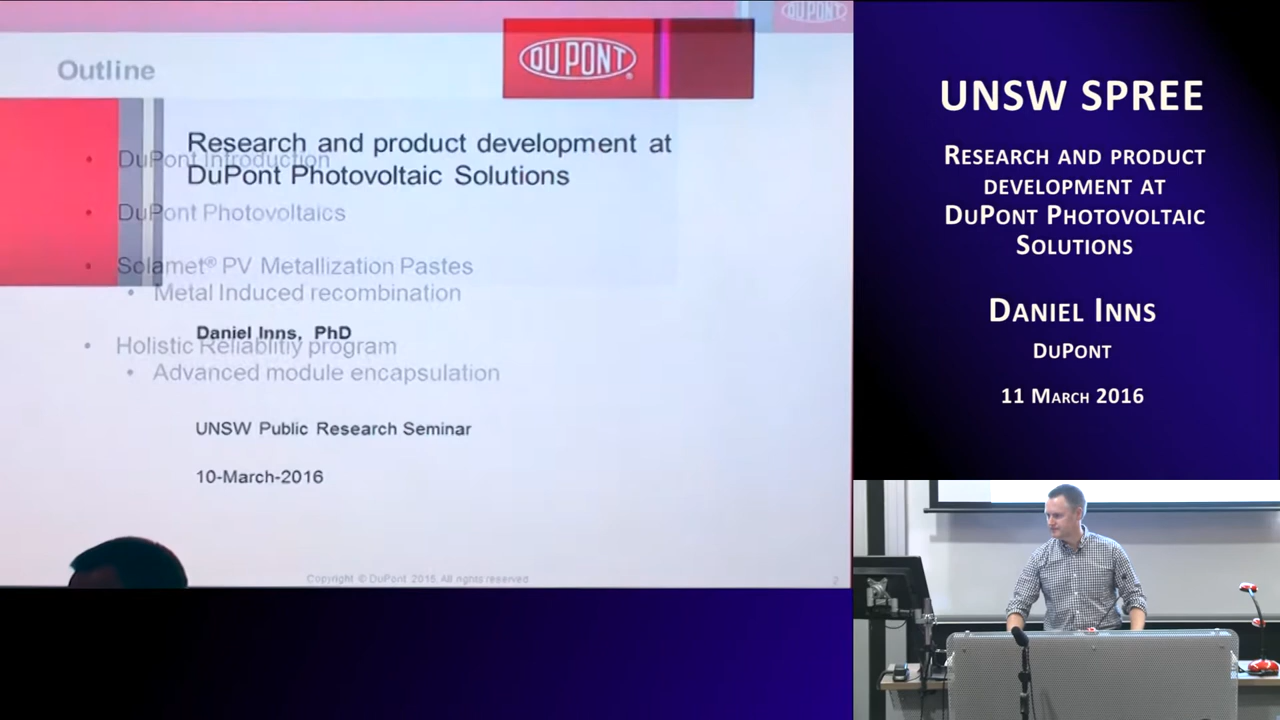 DUPONT
Outline
DUPONT®
Research and product development at
DuPont Photovoltaic Solutions
• DuPont Introduction
• DuPont Photovoltaics
• Solamet® PV Metallization Pastes
• Metal Induced recombination
Daniel Inns, PhD
• Holistic Reliablitiy program
• Advanced module encapsulation
UNSW Public Research Seminar
10-March-2016
Copyright © DuPont 2015. All rights reserved
2
UNSW SPREE
RESEARCH AND PRODUCT
DEVELOPMENT AT
DUPONT PHOTOVOLTAIC
SOLUTIONS
DANIEL INNS
DUPONT
11 MARCH 2016